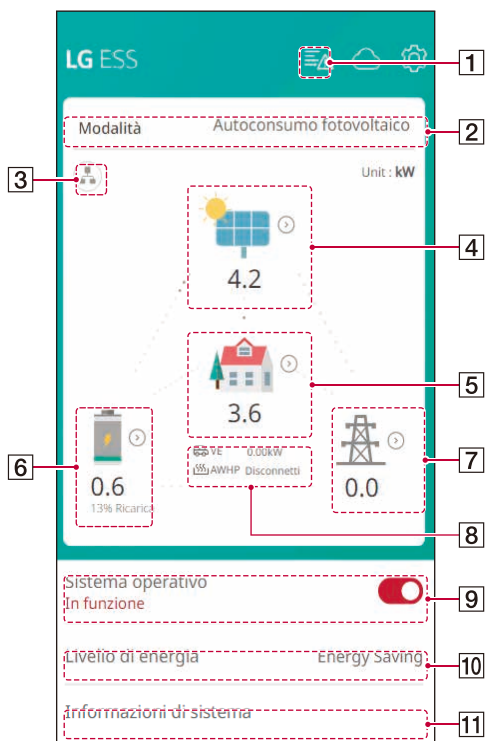 LG ESS
1
Modalità Autoconsumo fotovoltaico
2
3
Unit : kW
4
4.2
5
3.6
6
7
VE 0.00kW
AWHP Disconnetti
0.6
0.0
13% Ricarica
8
Sistema operativo
In funzione
9
Livello di energia Energy Saving
10
Informazioni di sistema
11